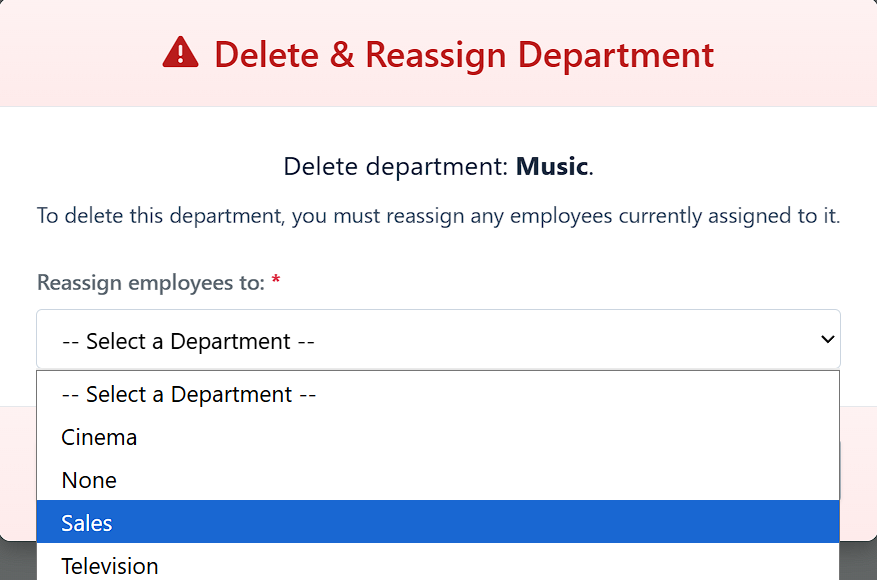 Delete & Reassign Department
Delete department: Music.
To delete this department, you must reassign any employees currently assigned to it.
Reassign employees to: *
-- Select a Department --
-- Select a Department --
Cinema
None
Sales
Television